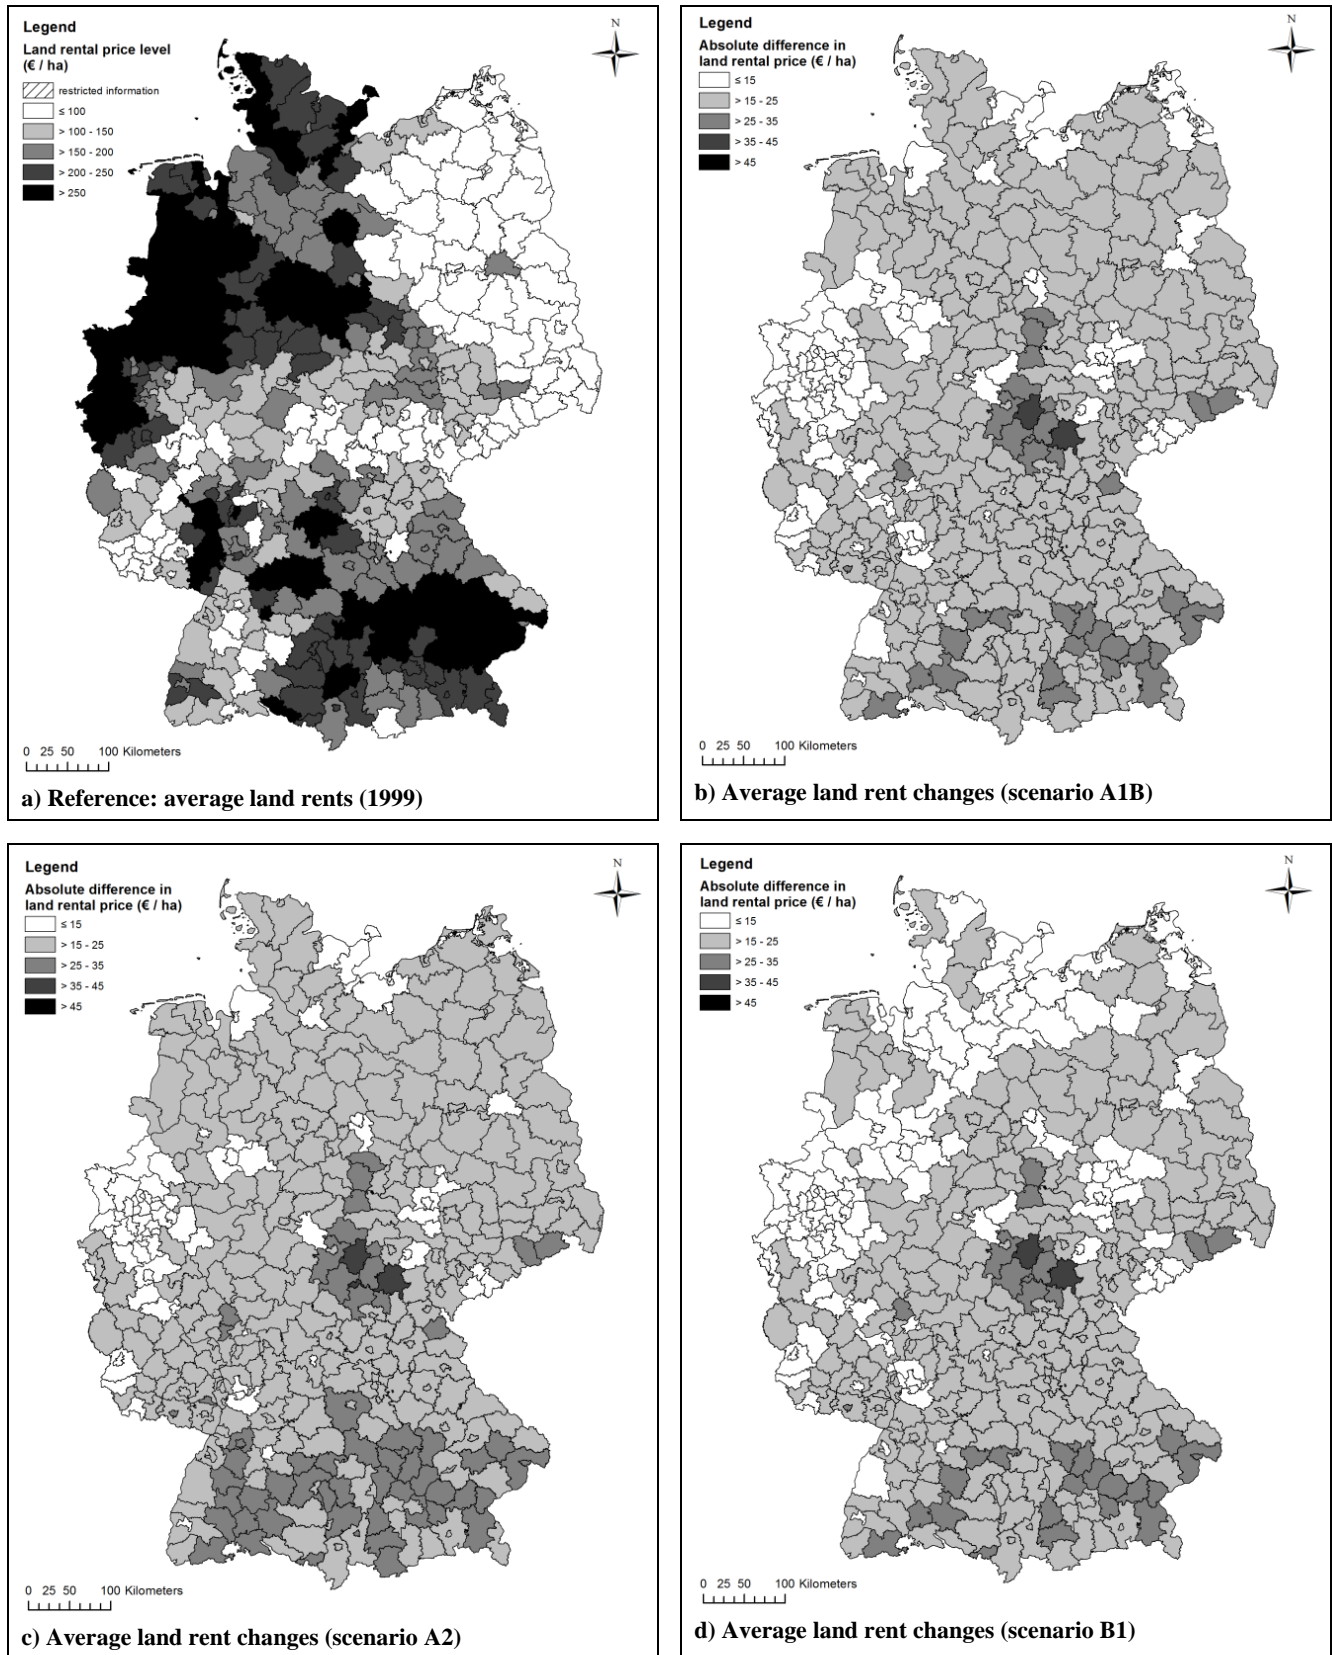 Legend
Land rental price level
(€ / ha)
restricted information
≤ 100
> 100 - 150
> 150 - 200
> 200 - 250
> 250
N
0 25 50 100 Kilometers
a) Reference: average land rents (1999)
Legend
Absolute difference in
land rental price (€ / ha)
≤ 15
> 15 - 25
> 25 - 35
> 35 - 45
> 45
N
0 25 50 100 Kilometers
b) Average land rent changes (scenario A1B)
Legend
Absolute difference in
land rental price (€ / ha)
≤ 15
> 15 - 25
> 25 - 35
> 35 - 45
> 45
N
0 25 50 100 Kilometers
c) Average land rent changes (scenario A2)
Legend
Absolute difference in
land rental price (€ / ha)
≤ 15
> 15 - 25
> 25 - 35
> 35 - 45
> 45
N
0 25 50 100 Kilometers
d) Average land rent changes (scenario B1)